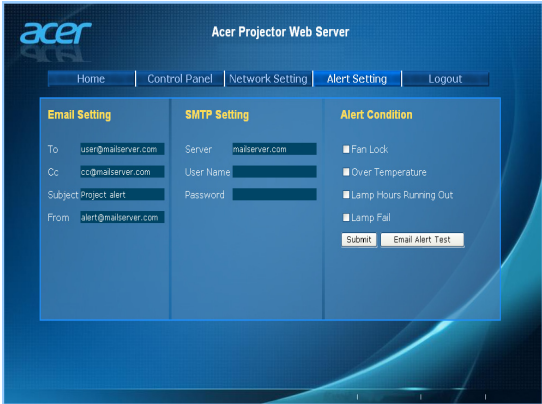 acer
Acer Projector Web Server
Home Control Panel Network Setting Alert Setting Logout
Email Setting
To user@mailserver.com
Cc cc@mailserver.com
Subject Project alert
From alert@mailserver.com
SMTP Setting
Server mailserver.com
User Name
Password
Alert Condition
Fan Lock
Over Temperature
Lamp Hours Running Out
Lamp Fail
Submit Email Alert Test